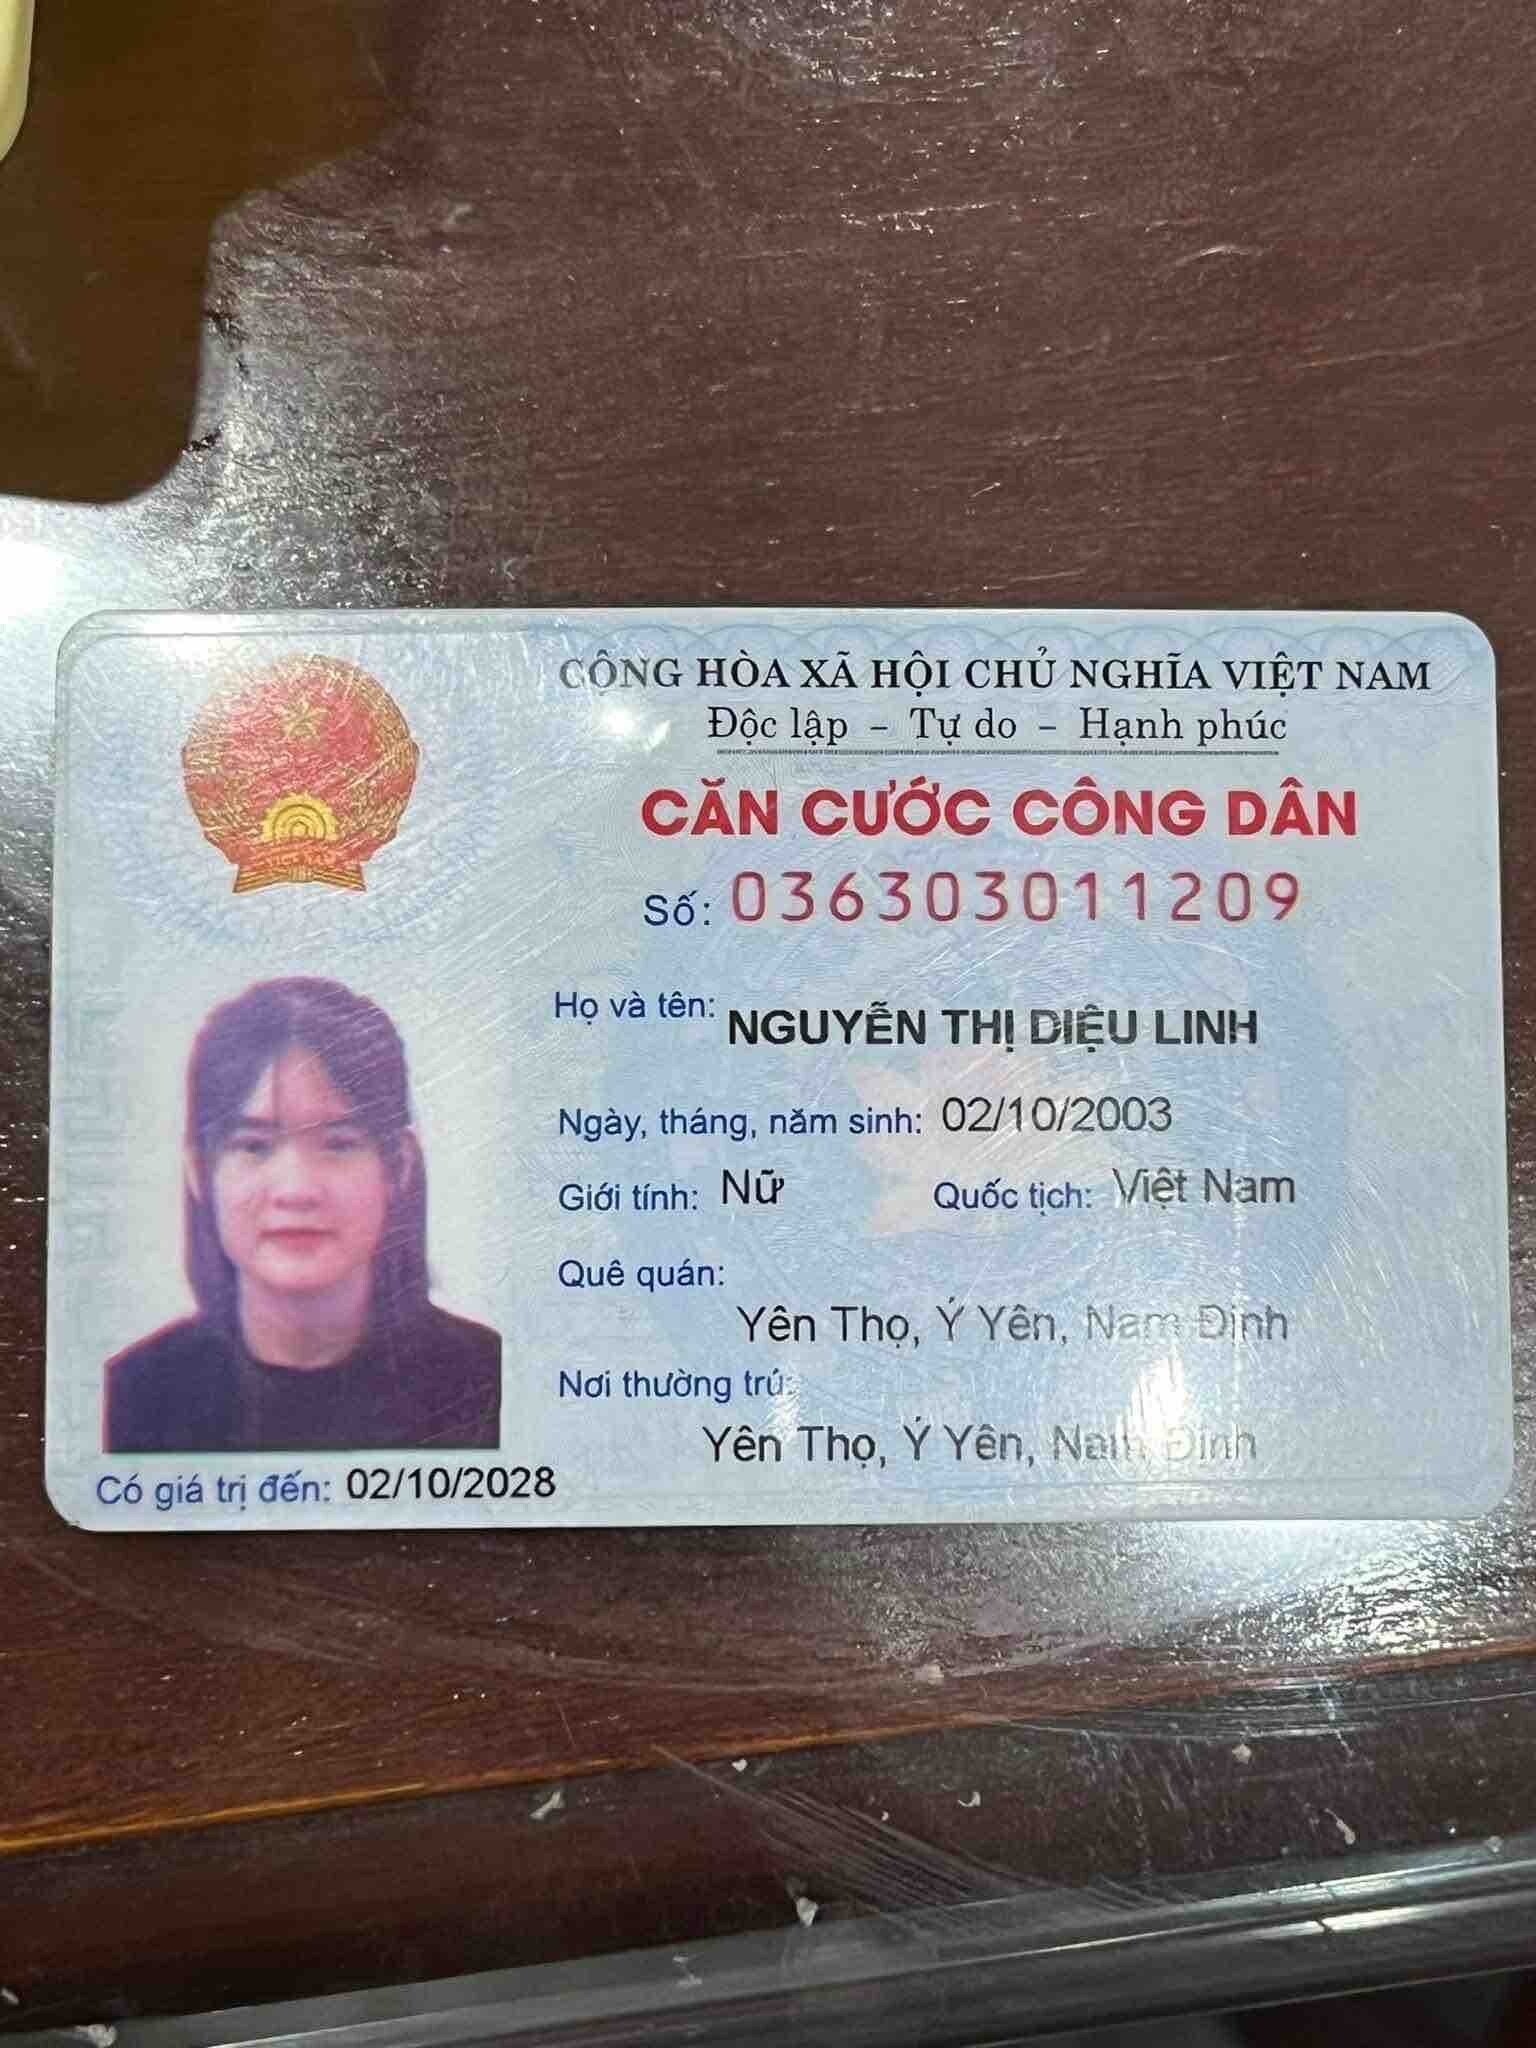 CỘNG HÒA XÃ HỘI CHỦ NGHĨA VIỆT NAM
Độc lập – Tự do – Hạnh phúc
CĂN CƯỚC CÔNG DÂN
Số: 036303011209
Họ và tên: NGUYỄN THỊ DIỆU LINH
Ngày, tháng, năm sinh: 02/10/2003
Giới tính: Nữ Quốc tịch: Việt Nam
Quê quán:
Yên Thọ, Ý Yên, Nam Định
Nơi thường trú:
Yên Thọ, Ý Yên, Nam Định
Có giá trị đến: 02/10/2028